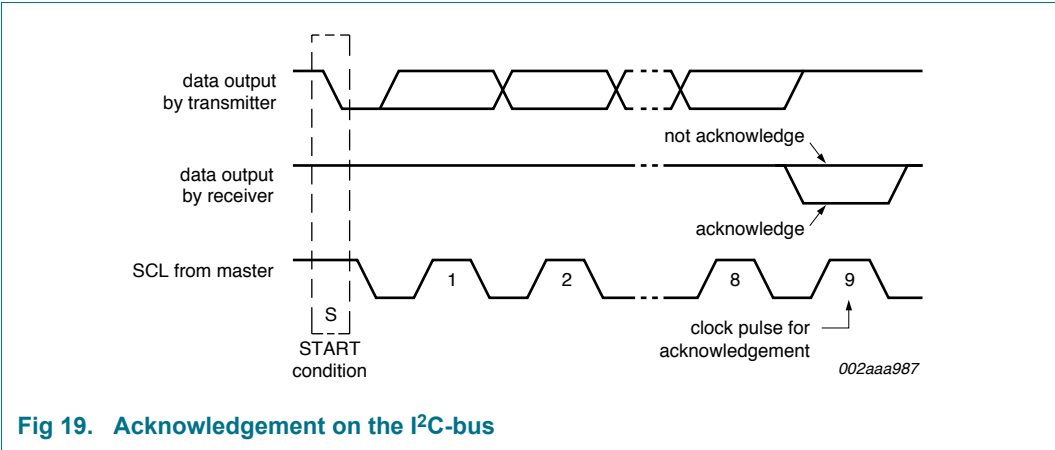 data output
by transmitter
not acknowledge
data output
by receiver
acknowledge
SCL from master
1
2
8
9
S
START
condition
clock pulse for
acknowledgement
002aaa987
Fig 19. Acknowledgement on the I²C-bus